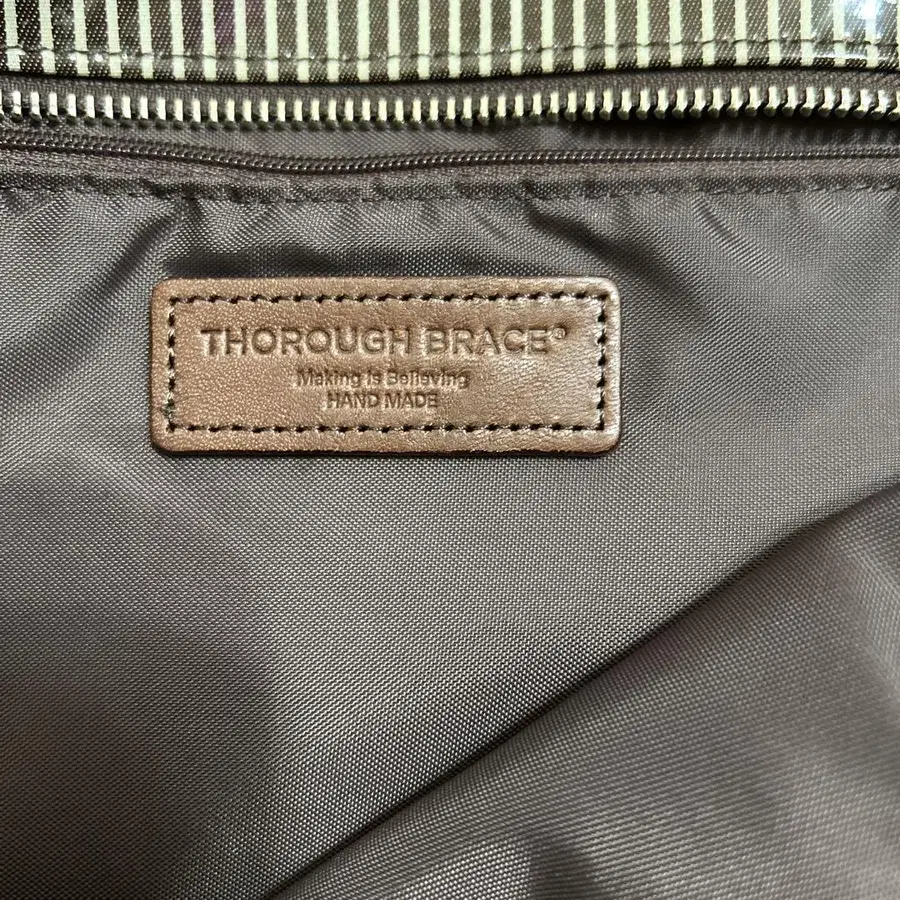 THOROUGH BRACE®
Making is Believing
HAND MADE